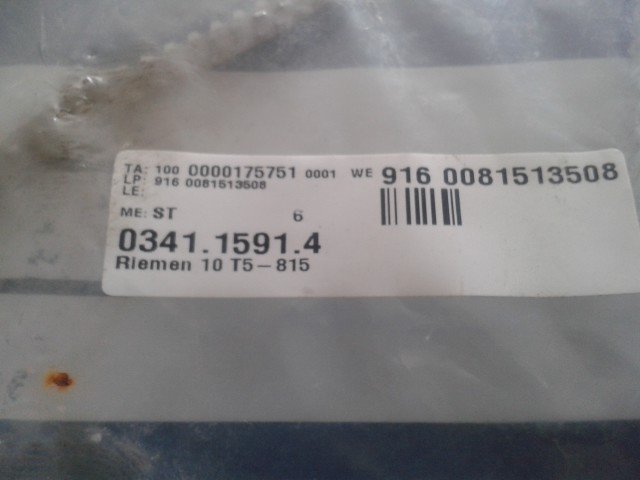 TA: 100 0000175751 0001 WE 916 0081513508
LP: 916 0081513508
LE:
ME: ST 6
0341.1591.4
Riemen 10 T5-815